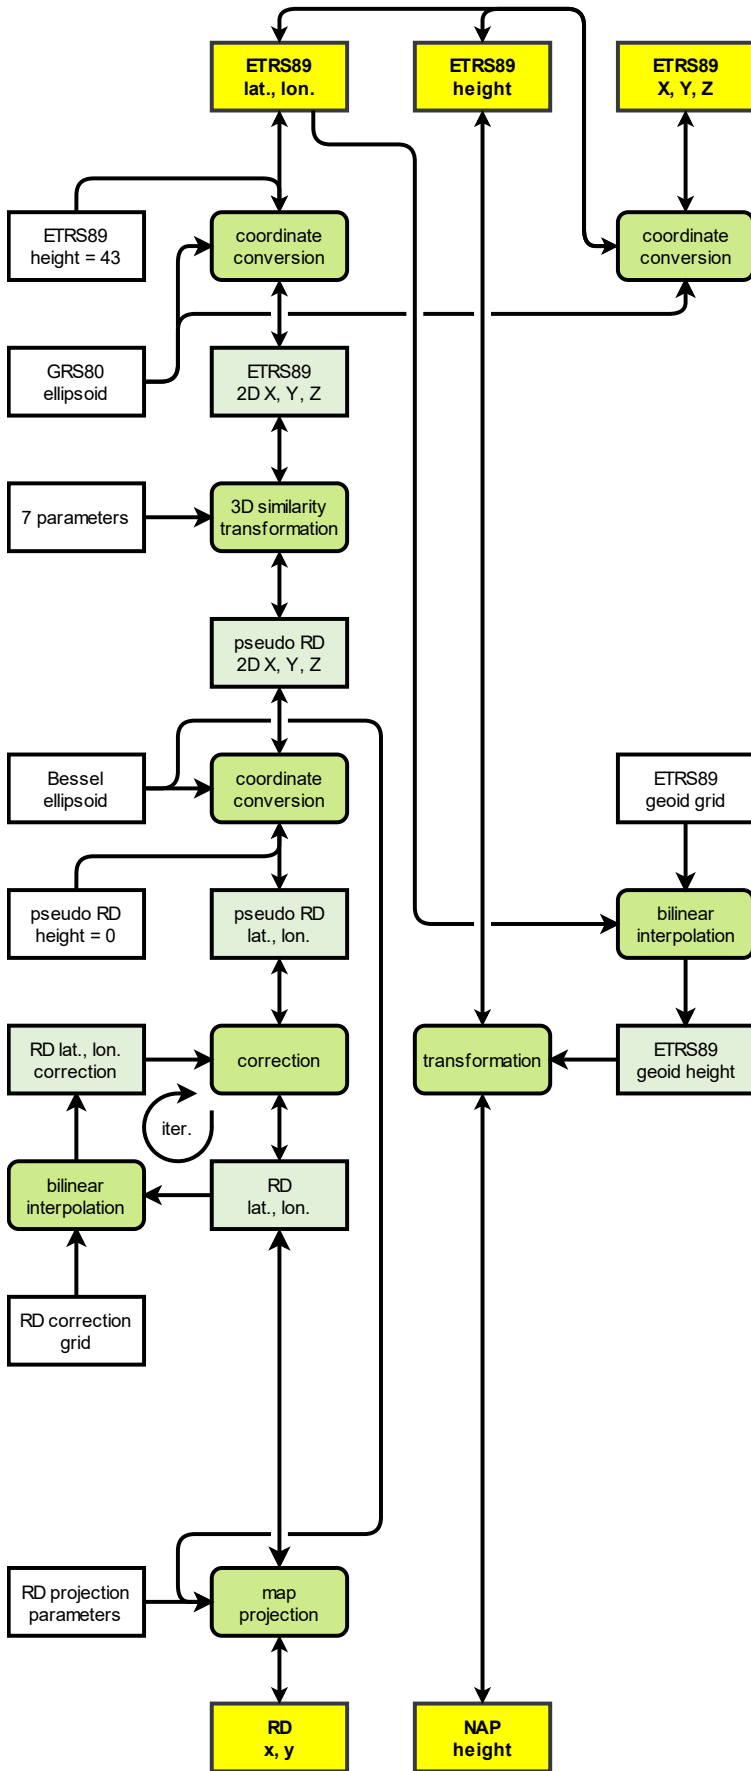 ETRS89
lat., lon.
ETRS89
height
ETRS89
X, Y, Z
ETRS89
height = 43
coordinate
conversion
coordinate
conversion
GRS80
ellipsoid
ETRS89
2D X, Y, Z
7 parameters
3D similarity
transformation
pseudo RD
2D X, Y, Z
Bessel
ellipsoid
coordinate
conversion
ETRS89
geoid grid
pseudo RD
height = 0
pseudo RD
lat., lon.
bilinear
interpolation
RD lat., lon.
correction
correction
transformation
ETRS89
geoid height
iter.
bilinear
interpolation
RD
lat., lon.
RD correction
grid
RD projection
parameters
map
projection
RD
x, y
NAP
height